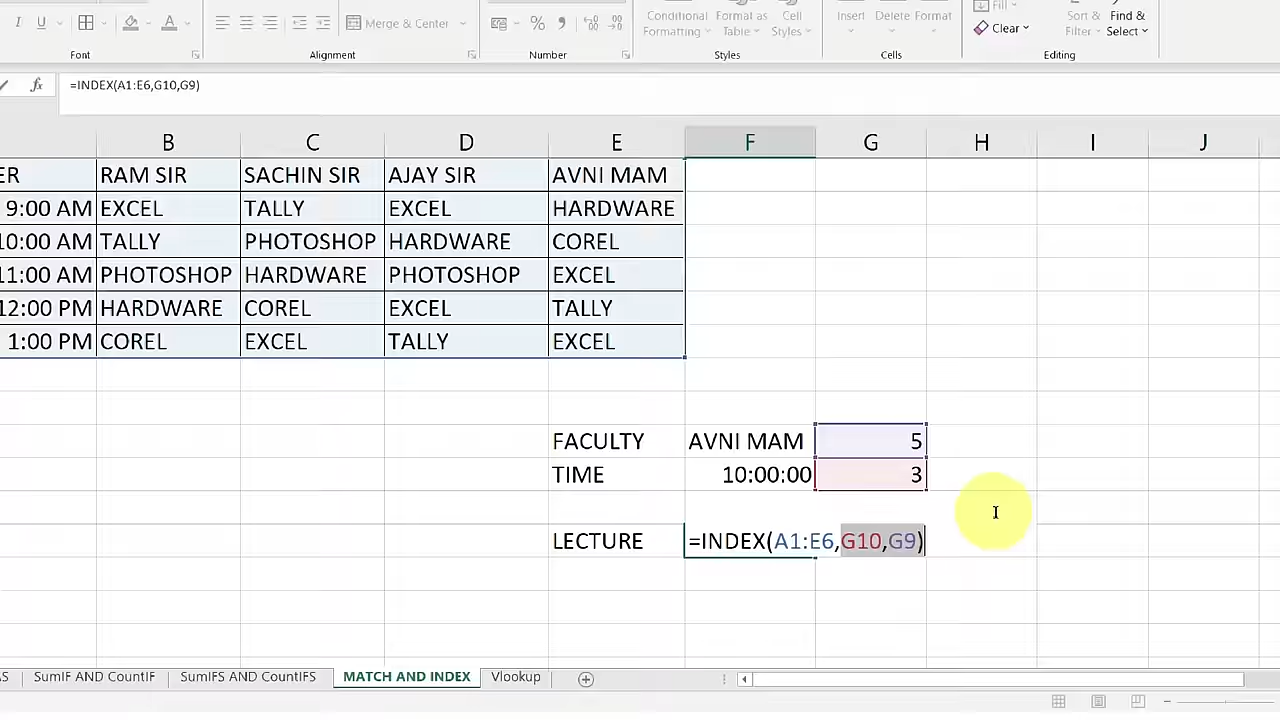 I U A % , .00
Merge & Center
Conditional Formatting
Format as Table
Cell Styles
Insert Delete Format
Fill
Clear
Sort & Filter
Find & Select
Font Alignment Number Styles Cells Editing
fx =INDEX(A1:E6,G10,G9)
B C D E F G H I J
ER RAM SIR SACHIN SIR AJAY SIR AVNI MAM
9:00 AM EXCEL TALLY EXCEL HARDWARE
10:00 AM TALLY PHOTOSHOP HARDWARE COREL
11:00 AM PHOTOSHOP HARDWARE PHOTOSHOP EXCEL
12:00 PM HARDWARE COREL EXCEL TALLY
1:00 PM COREL EXCEL TALLY EXCEL
FACULTY AVNI MAM 5
TIME 10:00:00 3
LECTURE =INDEX(A1:E6,G10,G9)
AS SumIF AND CountIF SumIFS AND CountIFS MATCH AND INDEX Vlookup